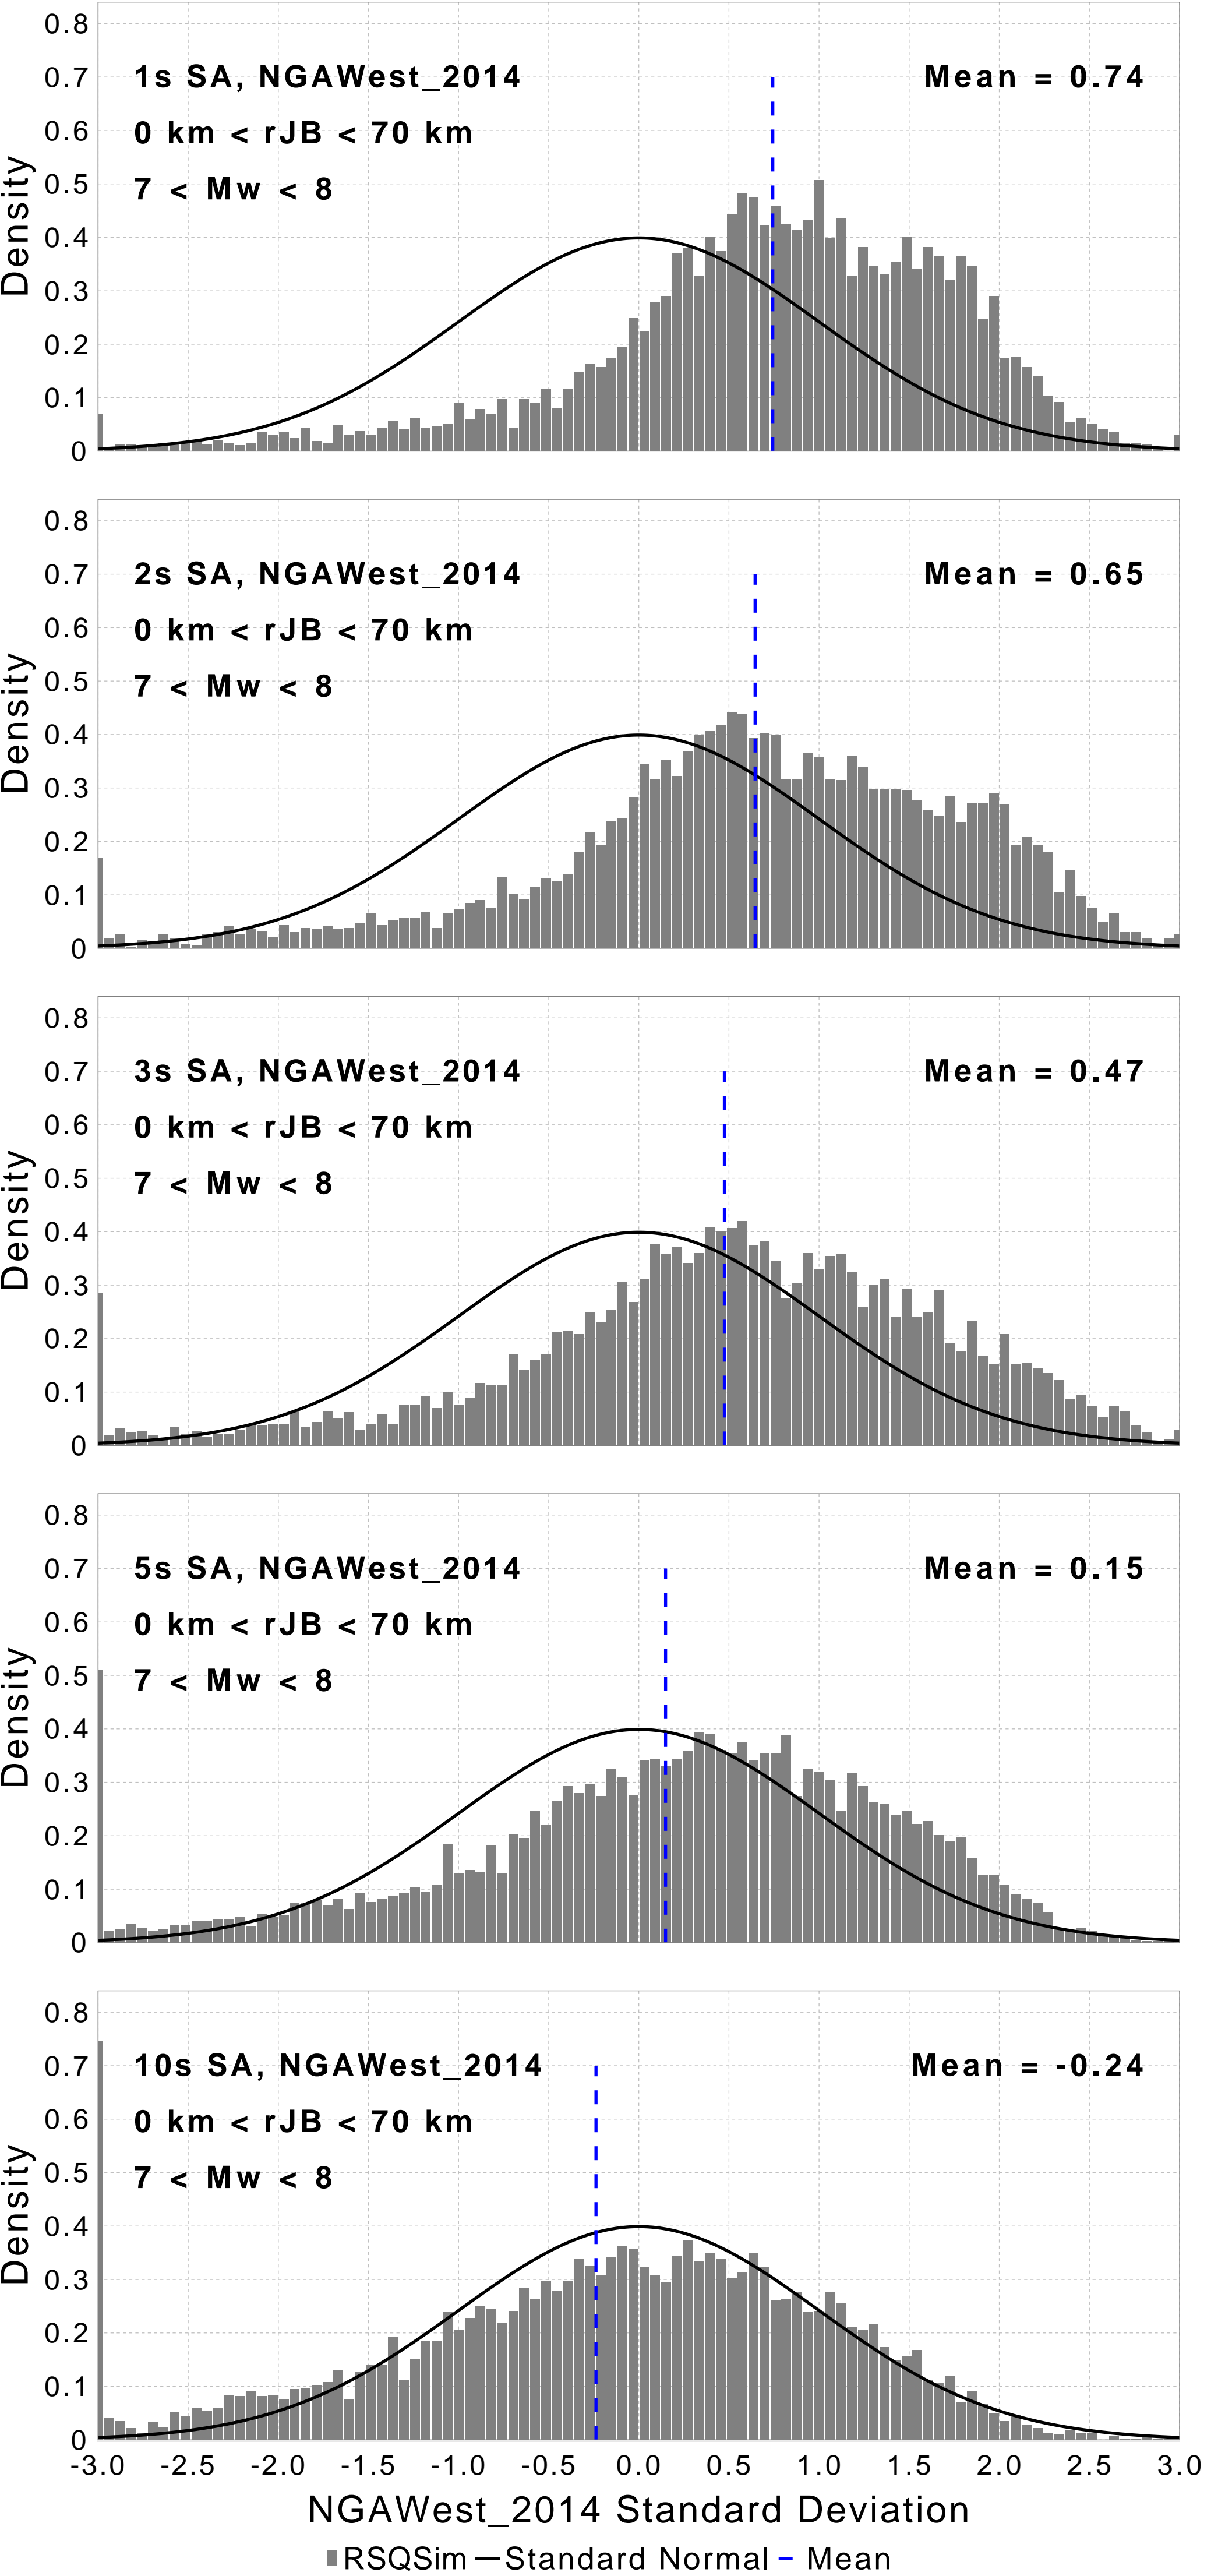 0.8
1s SA, NGAWest_2014 Mean = 0.74
0.7
0 km < rJB < 70 km
0.6
7 < Mw < 8
0.5
0.4
0.3
0.2
0.1
0
Density
0.8
2s SA, NGAWest_2014 Mean = 0.65
0.7
0 km < rJB < 70 km
0.6
7 < Mw < 8
0.5
0.4
0.3
0.2
0.1
0
Density
0.8
3s SA, NGAWest_2014 Mean = 0.47
0.7
0 km < rJB < 70 km
0.6
7 < Mw < 8
0.5
0.4
0.3
0.2
0.1
0
Density
0.8
5s SA, NGAWest_2014 Mean = 0.15
0.7
0 km < rJB < 70 km
0.6
7 < Mw < 8
0.5
0.4
0.3
0.2
0.1
0
Density
0.8
10s SA, NGAWest_2014 Mean = -0.24
0.7
0 km < rJB < 70 km
0.6
7 < Mw < 8
0.5
0.4
0.3
0.2
0.1
0
Density
-3.0 -2.5 -2.0 -1.5 -1.0 -0.5 0.0 0.5 1.0 1.5 2.0 2.5 3.0
NGAWest_2014 Standard Deviation
RSQSim Standard Normal Mean